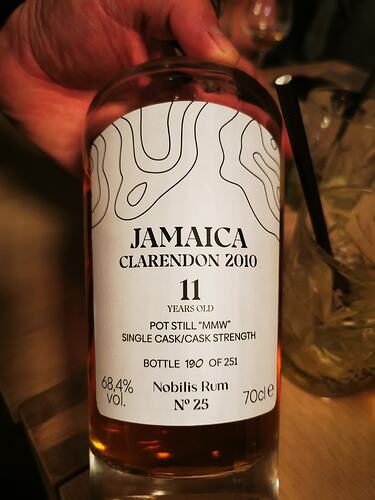 JAMAICA
CLARENDON 2010
11
YEARS OLD
POT STILL "MMW"
SINGLE CASK/CASK STRENGTH
BOTTLE 190 OF 251
68,4%
vol.
Nobilis Rum
Nº 25
70cl e